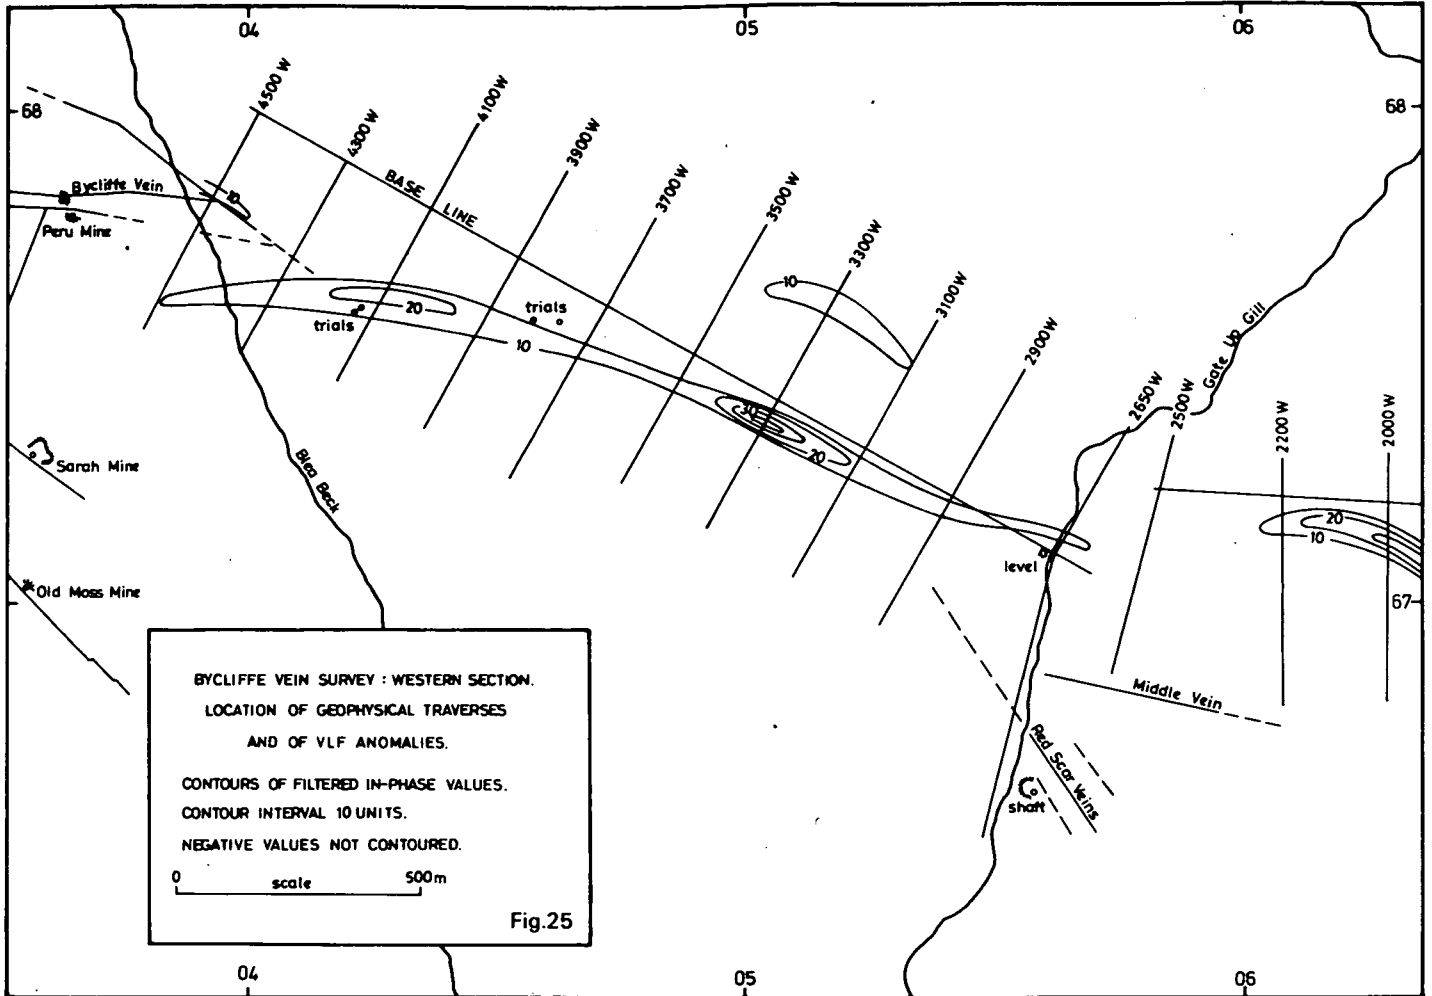 04
05
06
68
68
4500 W
4300 W
4100 W
3900 W
3700 W
3500 W
3300 W
3100 W
2900 W
2650 W
2500 W
2200 W
2000 W
BASE LINE
Bycliffe Vein
Peru Mine
10
20
trials
trials
10
10
30
20
Gate Up Gill
Blea Beck
Sarah Mine
Old Moss Mine
level
20
10
67
Middle Vein
Red Scar Veins
shaft
BYCLIFFE VEIN SURVEY : WESTERN SECTION.
LOCATION OF GEOPHYSICAL TRAVERSES
AND OF VLF ANOMALIES.
CONTOURS OF FILTERED IN-PHASE VALUES.
CONTOUR INTERVAL 10 UNITS.
NEGATIVE VALUES NOT CONTOURED.
0 scale 500m
Fig.25
04
05
06